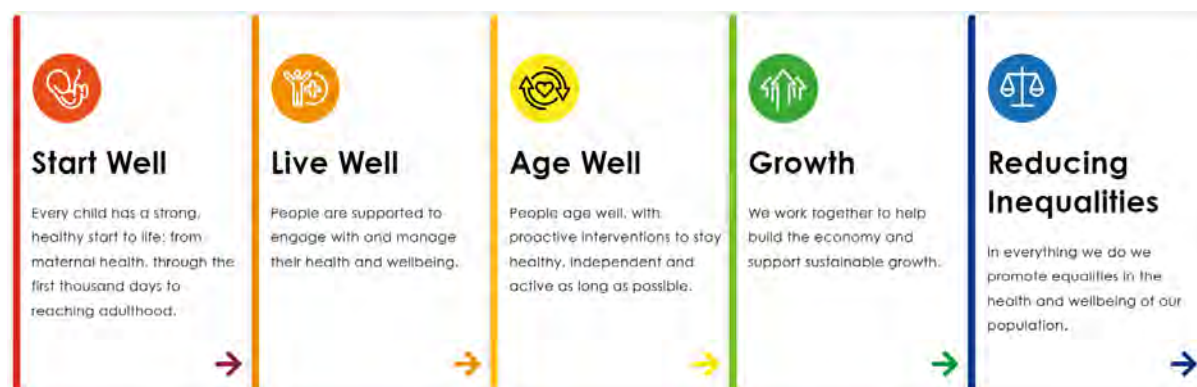 Start Well
Every child has a strong,
healthy start to life: from
maternal health, through the
first thousand days to
reaching adulthood.
Live Well
People are supported to
engage with and manage
their health and wellbeing.
Age Well
People age well, with
proactive interventions to stay
healthy, independent and
active as long as possible.
Growth
We work together to help
build the economy and
support sustainable growth.
Reducing
Inequalities
In everything we do we
promote equalities in the
health and wellbeing of our
population.